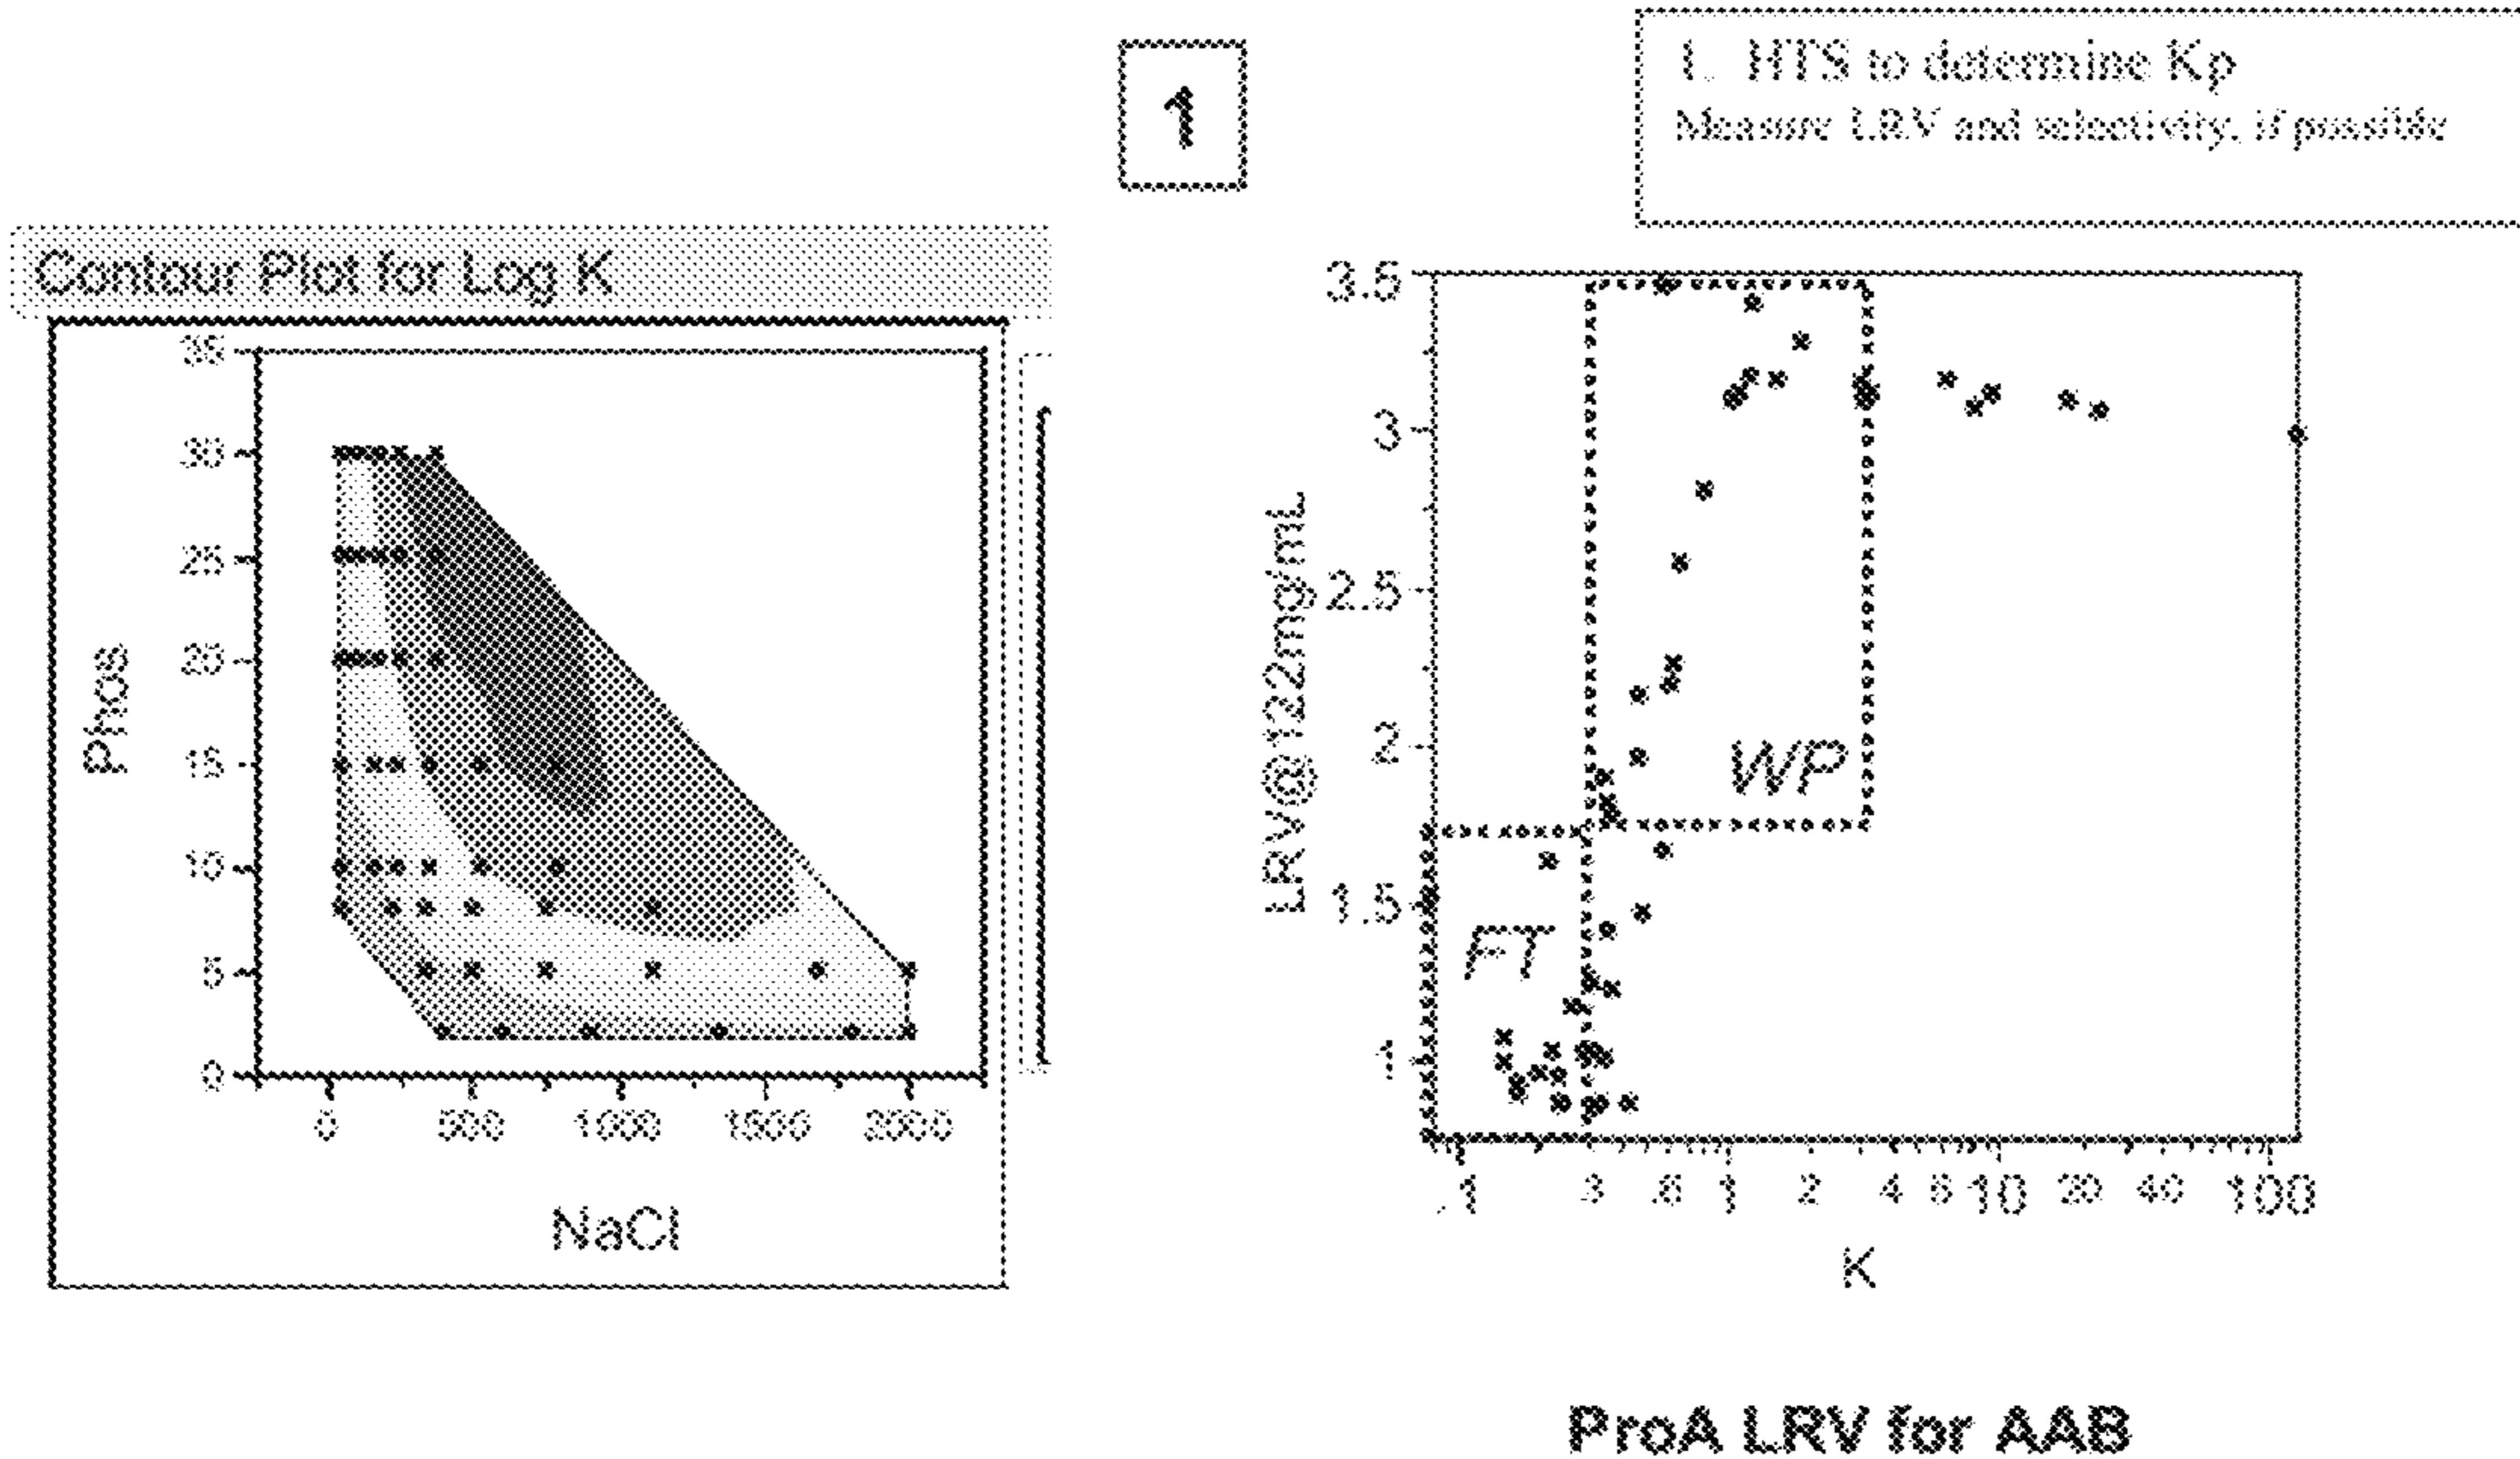 1
1. HTS to determine Kp
Measure LRV and selectivity, if possible
Contour Plot for Log K
35
30
25
20
15
10
5
0
Phos
0 500 1000 1500 2000
NaCl
3.5
3
2.5
2
1.5
1
LRV@122mg/mL
WP
FT
.1 .3 .6 1 2 4 6 10 20 40 100
K
ProA LRV for AAB